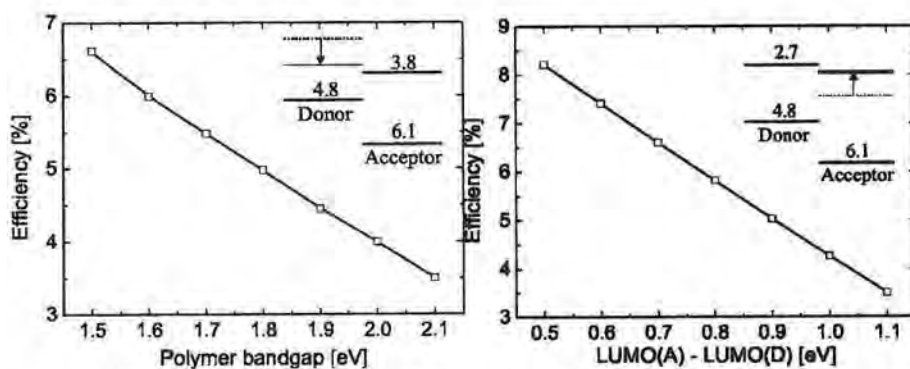 7
6
5
4
3
Efficiency [%]
1.5 1.6 1.7 1.8 1.9 2.0 2.1
Polymer bandgap [eV]
3.8
4.8
Donor
6.1
Acceptor
9
8
7
6
5
4
3
Efficiency [%]
0.5 0.6 0.7 0.8 0.9 1.0 1.1
LUMO(A) - LUMO(D) [eV]
2.7
4.8
Donor
6.1
Acceptor